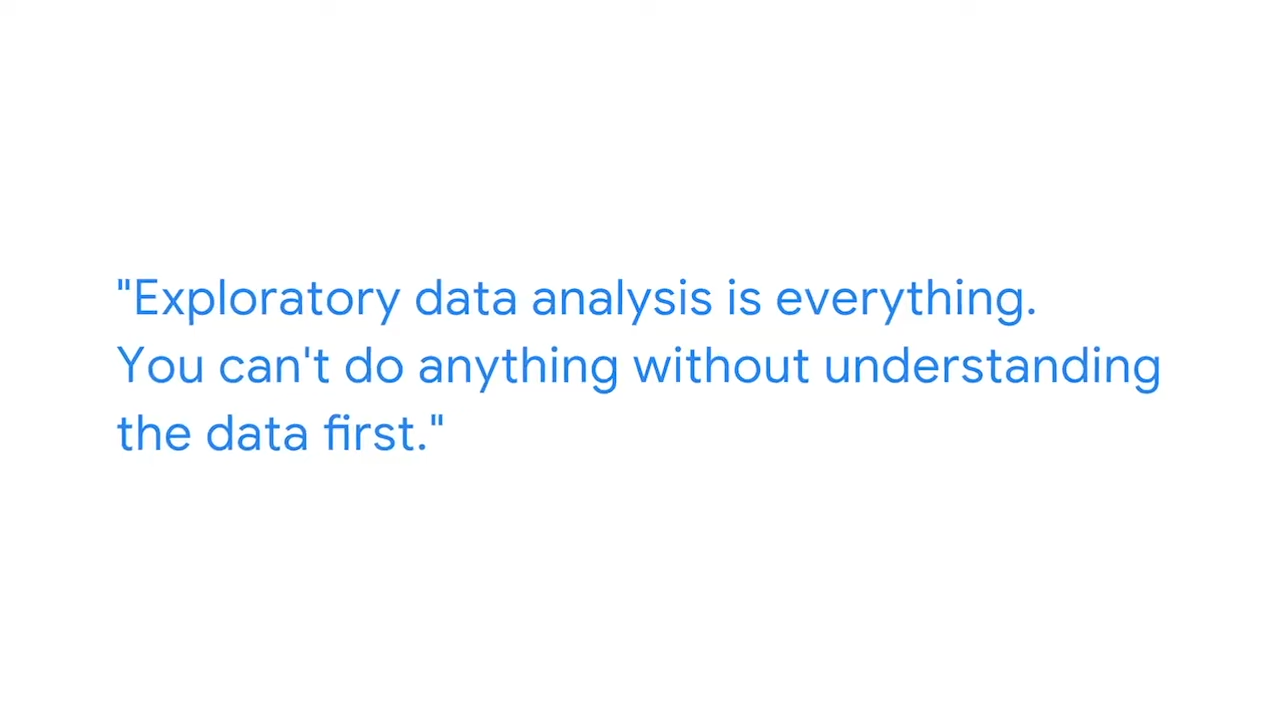 "Exploratory data analysis is everything.
You can't do anything without understanding
the data first."